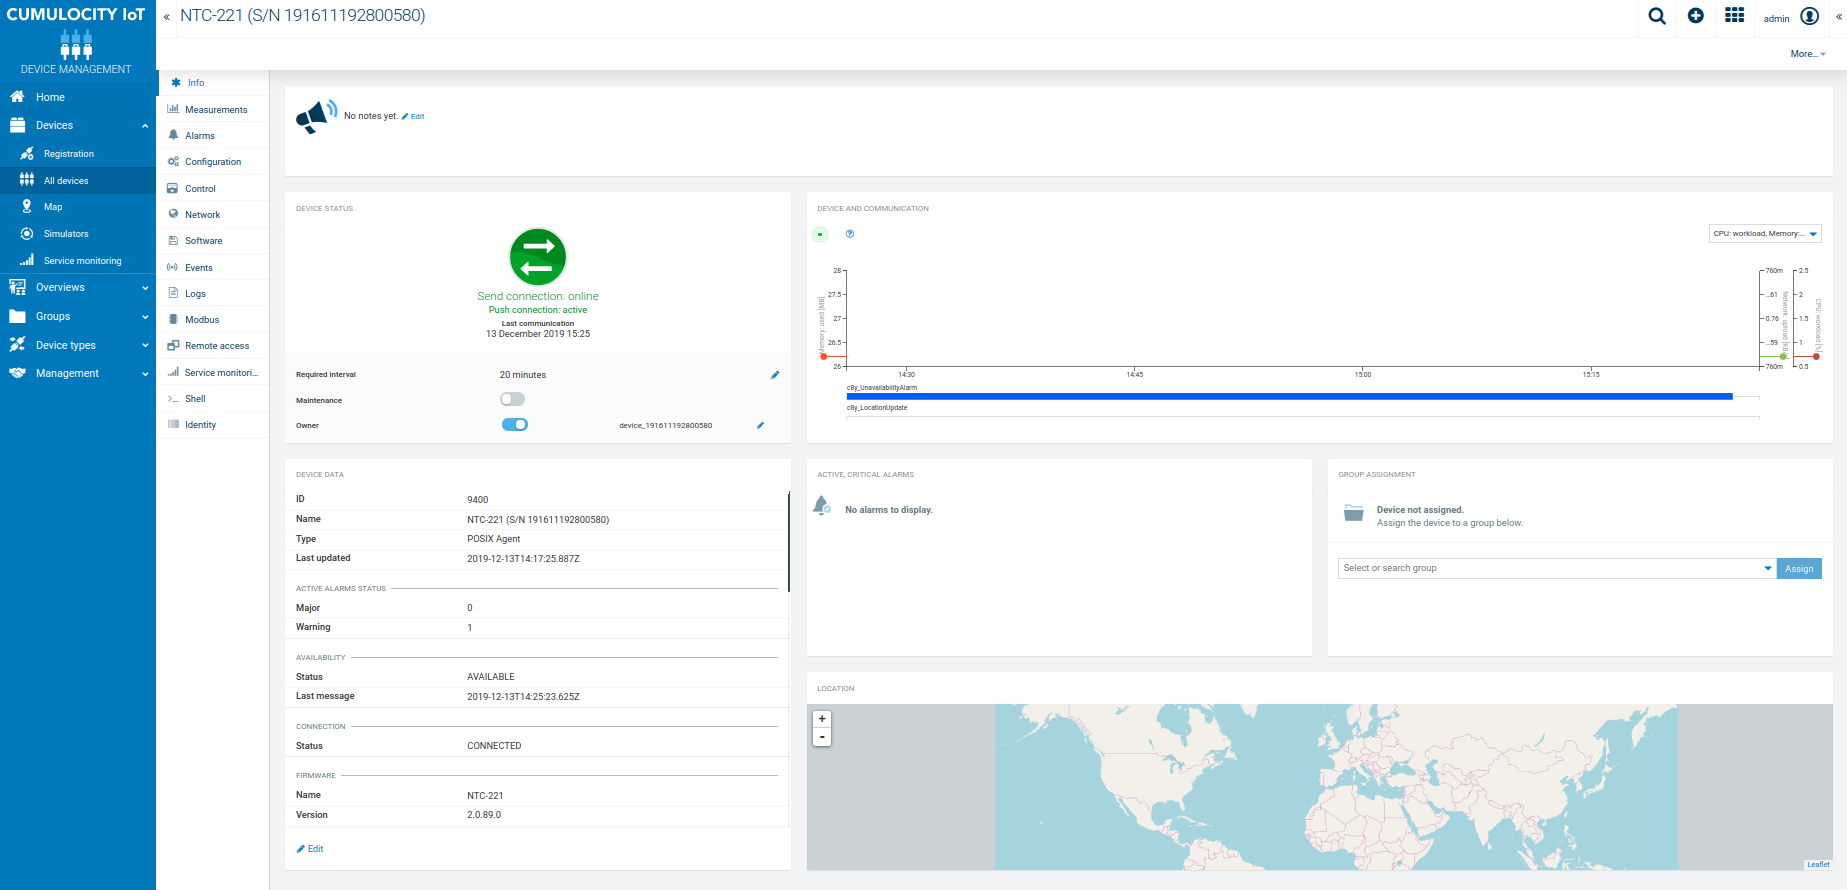 CUMULOCITY IoT
DEVICE MANAGEMENT
Home
Devices
Registration
All devices
Map
Simulators
Service monitoring
Overviews
Groups
Device types
Management
« NTC-221 (S/N 191611192800580)
admin
«
More...
Info
Measurements
Alarms
Configuration
Control
Network
Software
Events
Logs
Modbus
Remote access
Service monitori...
Shell
Identity
No notes yet. Edit
DEVICE STATUS
Send connection: online
Push connection: active
Last communication
13 December 2019 15:25
Required interval 20 minutes
Maintenance
Owner device_191611192800580
DEVICE AND COMMUNICATION
CPU: workload, Memory:...
28
27.5
27
26.5
26
Memory: used [MB]
760m
...61
0.76
...59
760m
Network: upload [KB/...
2.5
2
1.5
1
0.5
CPU: workload [%]
14:30 14:45 15:00 15:15
c8y_UnavailabilityAlarm
c8y_LocationUpdate
DEVICE DATA
ID 9400
Name NTC-221 (S/N 191611192800580)
Type POSIX Agent
Last updated 2019-12-13T14:17:25.887Z
ACTIVE ALARMS STATUS
Major 0
Warning 1
AVAILABILITY
Status AVAILABLE
Last message 2019-12-13T14:25:23.625Z
CONNECTION
Status CONNECTED
FIRMWARE
Name NTC-221
Version 2.0.89.0
Edit
ACTIVE, CRITICAL ALARMS
No alarms to display.
GROUP ASSIGNMENT
Device not assigned.
Assign the device to a group below.
Select or search group Assign
LOCATION
+
-
Leaflet